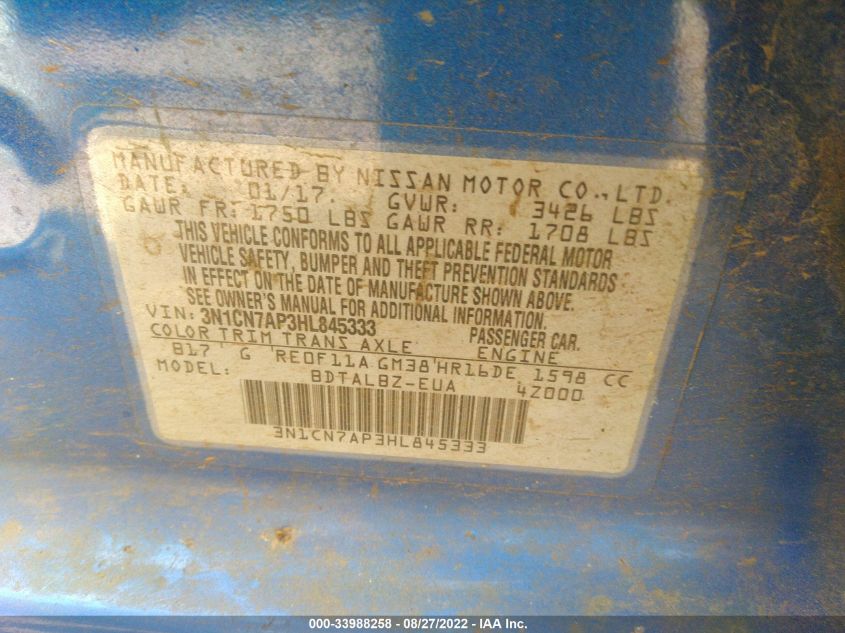 MANUFACTURED BY NISSAN MOTOR CO., LTD.
DATE: 01/17. GVWR: 3426 LBS
GAWR FR: 1750 LBS GAWR RR: 1708 LBS
THIS VEHICLE CONFORMS TO ALL APPLICABLE FEDERAL MOTOR
VEHICLE SAFETY, BUMPER AND THEFT PREVENTION STANDARDS
IN EFFECT ON THE DATE OF MANUFACTURE SHOWN ABOVE.
SEE OWNER'S MANUAL FOR ADDITIONAL INFORMATION.
VIN: 3N1CN7AP3HL845333 PASSENGER CAR.
COLOR TRIM TRANS AXLE ENGINE
B17 G RE0F11A GM38 HR16DE 1598 CC
MODEL: BDTALBZ-EUA 4Z000
3N1CN7AP3HL845333
000-33988258 - 08/27/2022 - IAA Inc.